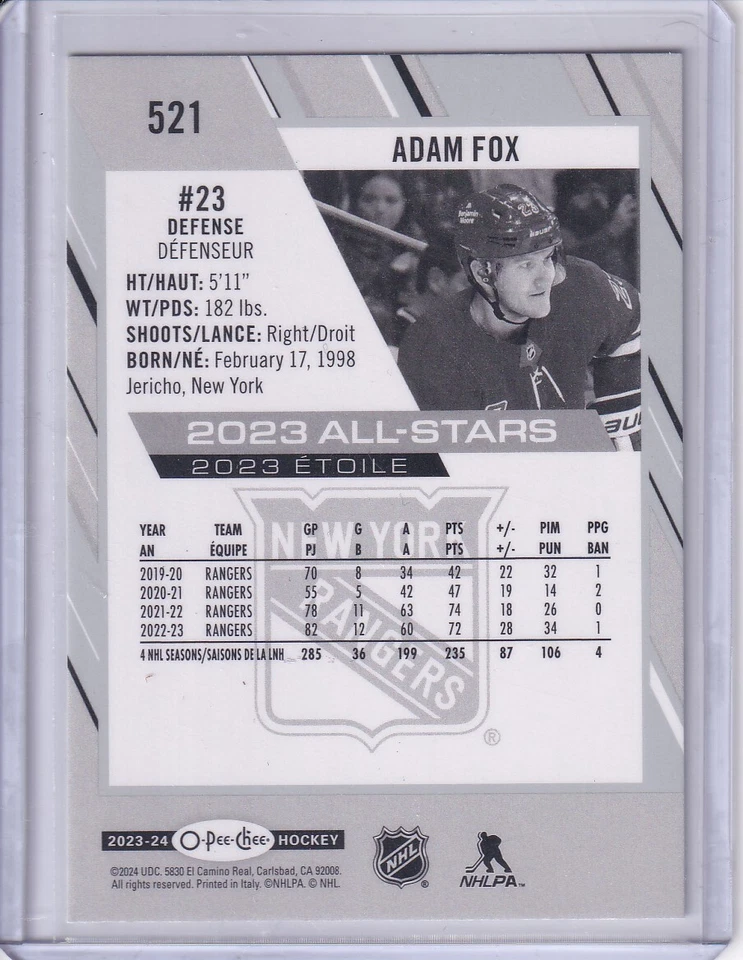 521
ADAM FOX
#23
DEFENSE
DÉFENSEUR
HT/HAUT: 5'11"
WT/PDS: 182 lbs.
SHOOTS/LANCE: Right/Droit
BORN/NÉ: February 17, 1998
Jericho, New York
23
Benjamin
Moore
BAUER
2023 ALL-STARS
2023 ÉTOILE
NEW YORK
RANGERS
YEAR TEAM GP G A PTS +/- PIM PPG
AN ÉQUIPE PJ B A PTS +/- PUN BAN
2019-20 RANGERS 70 8 34 42 22 32 1
2020-21 RANGERS 55 5 42 47 19 14 2
2021-22 RANGERS 78 11 63 74 18 26 0
2022-23 RANGERS 82 12 60 72 28 34 1
4 NHL SEASONS/SAISONS DE LA LNH 285 36 199 235 87 106 4
®
2023-24 O-Pee-Chee® HOCKEY
©2024 UDC. 5830 El Camino Real, Carlsbad, CA 92008.
All rights reserved. Printed in Italy. ©NHLPA. © NHL.
NHL ®
NHLPA™